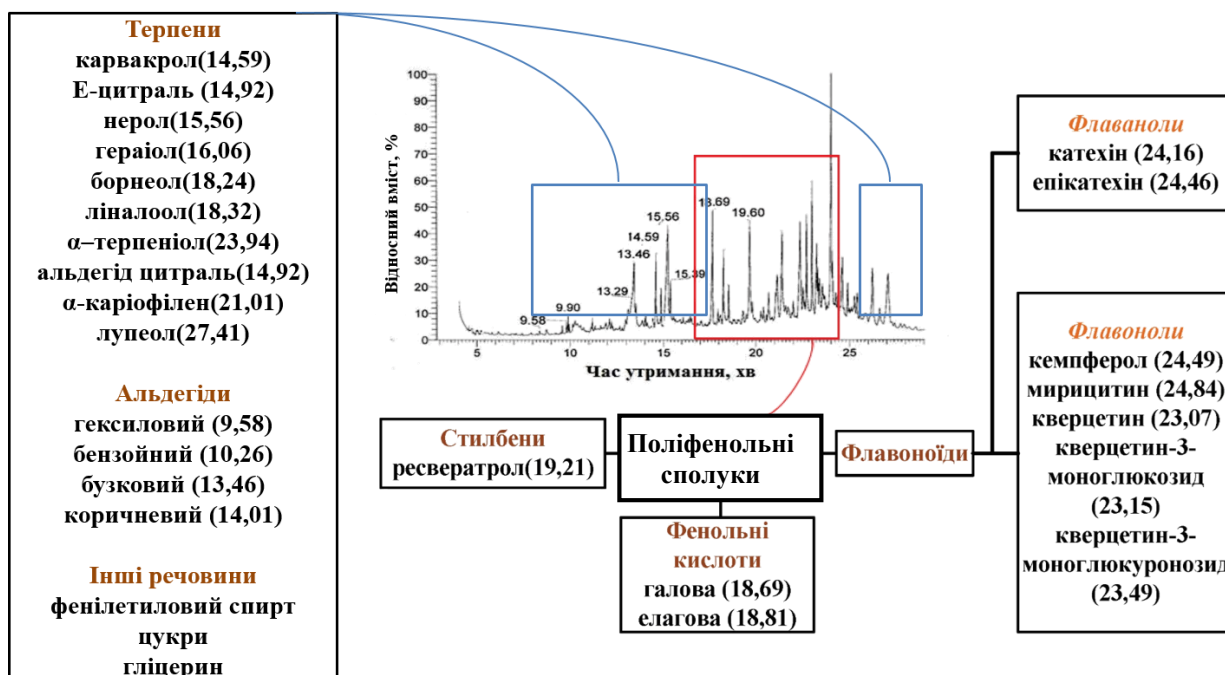 Терпени
карвакрол(14,59)
Е-цитраль (14,92)
нерол(15,56)
гераіол(16,06)
борнеол(18,24)
ліналоол(18,32)
α–терпеніол(23,94)
альдегід цитраль(14,92)
α-каріофілен(21,01)
лупеол(27,41)
Альдегіди
гексиловий (9,58)
бензойний (10,26)
бузковий (13,46)
коричневий (14,01)
Інші речовини
фенілетиловий спирт
цукри
гліцерин
Відносний вміст, %
100
90
80
70
60
50
40
30
20
10
0
9.58
9.90
13.29
13.46
14.59
15.56
15.39
18.69
19.60
5
10
15
20
25
Час утримання, хв
Стилбени
ресвератрол(19,21)
Поліфенольні
сполуки
Фенольні
кислоти
галова (18,69)
елагова (18,81)
Флавоноїди
Флаваноли
катехін (24,16)
епікатехін (24,46)
Флавоноли
кемпферол (24,49)
мирицитин (24,84)
кверцетин (23,07)
кверцетин-3-
моноглюкозид
(23,15)
кверцетин-3-
моноглюкуронозид
(23,49)